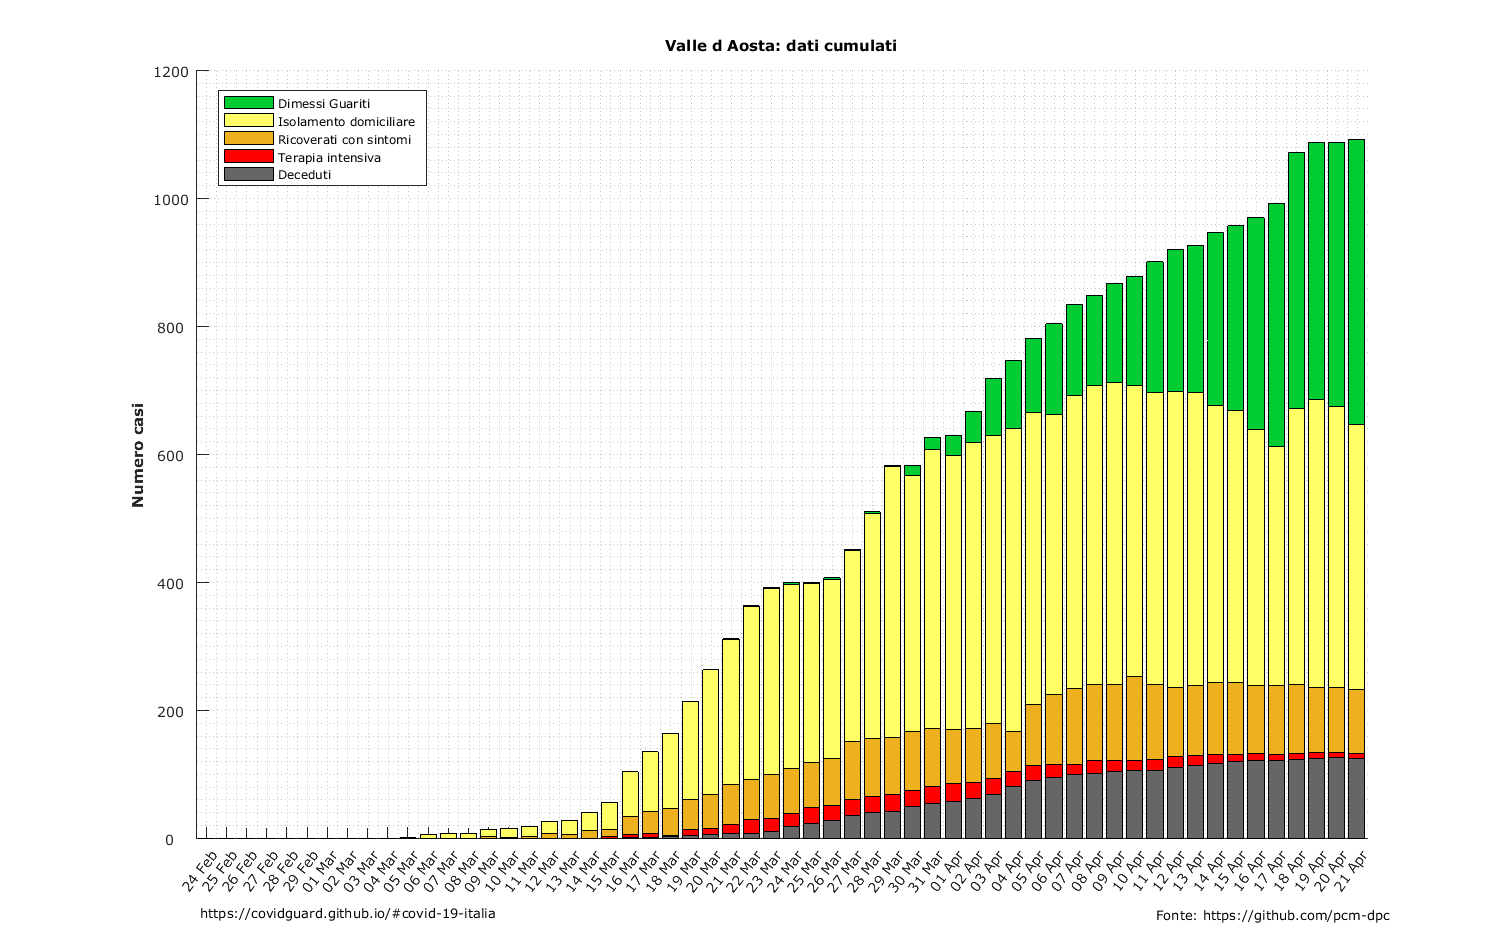 Valle d Aosta: dati cumulati
1200
1000
800
600
400
200
0
Numero casi
Dimessi Guariti
Isolamento domiciliare
Ricoverati con sintomi
Terapia intensiva
Deceduti
24 Feb
25 Feb
26 Feb
27 Feb
28 Feb
29 Feb
01 Mar
02 Mar
03 Mar
04 Mar
05 Mar
06 Mar
07 Mar
08 Mar
09 Mar
10 Mar
11 Mar
12 Mar
13 Mar
14 Mar
15 Mar
16 Mar
17 Mar
18 Mar
19 Mar
20 Mar
21 Mar
22 Mar
23 Mar
24 Mar
25 Mar
26 Mar
27 Mar
28 Mar
29 Mar
30 Mar
31 Mar
01 Apr
02 Apr
03 Apr
04 Apr
05 Apr
06 Apr
07 Apr
08 Apr
09 Apr
10 Apr
11 Apr
12 Apr
13 Apr
14 Apr
15 Apr
16 Apr
17 Apr
18 Apr
19 Apr
20 Apr
21 Apr
https://covidguard.github.io/#covid-19-italia
Fonte: https://github.com/pcm-dpc